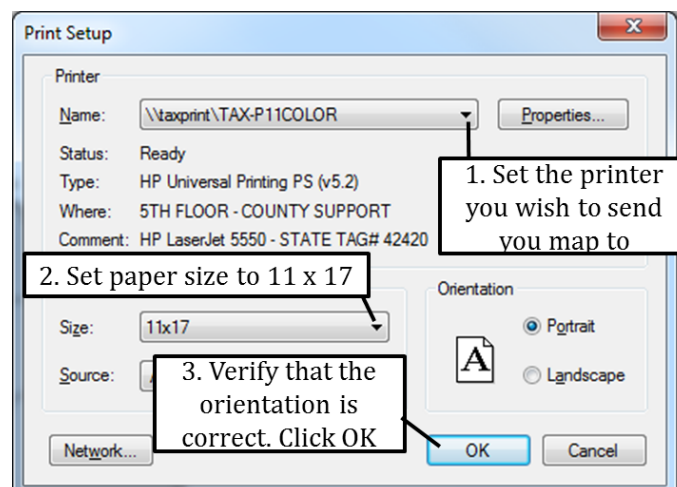 Print Setup
x
Printer
Name: \\taxprint\TAX-P11COLOR Properties...
Status: Ready
Type: HP Universal Printing PS (v5.2)
Where: 5TH FLOOR - COUNTY SUPPORT
Comment: HP LaserJet 5550 - STATE TAG# 42420
1. Set the printer
you wish to send
you map to
2. Set paper size to 11 x 17
Size: 11x17
Source:
3. Verify that the
orientation is
correct. Click OK
Orientation
A
Portrait
Landscape
Network... OK Cancel